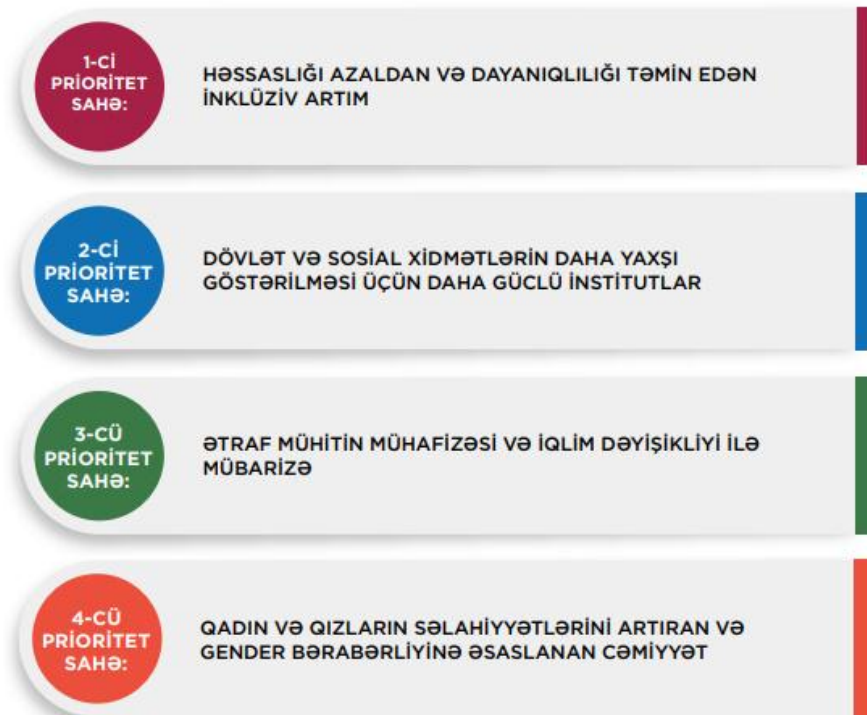 1-Cİ
PRİORİTET
SAHƏ:
HƏSSASLIĞI AZALDAN VƏ DAYANIQLILIĞI TƏMİN EDƏN
İNKLÜZİV ARTIM
2-Cİ
PRİORİTET
SAHƏ:
DÖVLƏT VƏ SOSİAL XİDMƏTLƏRİN DAHA YAXŞI
GÖSTƏRİLMƏSİ ÜÇÜN DAHA GÜCLÜ İNSTİTUTLAR
3-CÜ
PRİORİTET
SAHƏ:
ƏTRAF MÜHİTİN MÜHAFİZƏSİ VƏ İQLİM DƏYİŞİKLİYİ İLƏ
MÜBARİZƏ
4-CÜ
PRİORİTET
SAHƏ:
QADIN VƏ QIZLARIN SƏLAHİYYƏTLƏRİNİ ARTIRAN VƏ
GENDER BƏRABƏRLİYİNƏ ƏSASLANAN CƏMİYYƏT